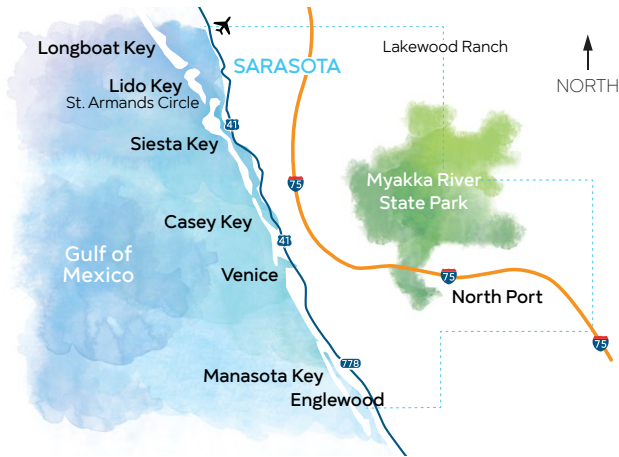 Longboat Key
SARASOTA
Lakewood Ranch
NORTH
Lido Key
St. Armands Circle
41
Siesta Key
75
Myakka River
State Park
Casey Key
41
Gulf of
Mexico
Venice
75
North Port
75
778
Manasota Key
Englewood